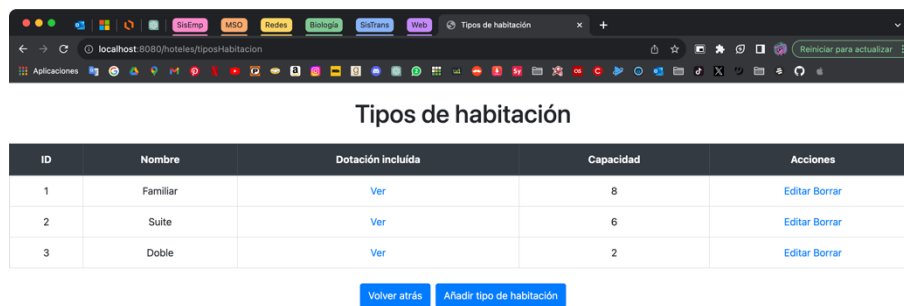 SisEmp MSO Redes Biología SisTrans Web Tipos de habitación
localhost:8080/hoteles/tiposHabitacion Reiniciar para actualizar
Aplicaciones
Tipos de habitación
ID Nombre Dotación incluída Capacidad Acciones
1 Familiar Ver 8 Editar Borrar
2 Suite Ver 6 Editar Borrar
3 Doble Ver 2 Editar Borrar
Volver atrás Añadir tipo de habitación